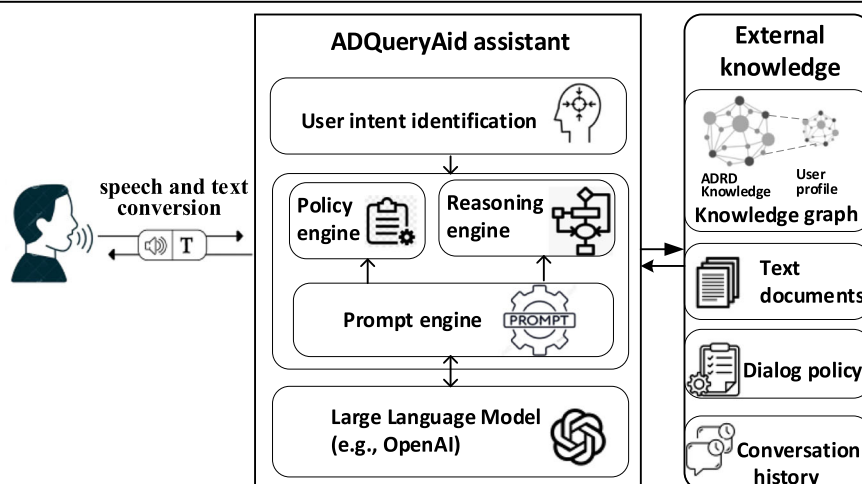 ADQueryAid assistant
User intent identification
speech and text
conversion
T
Policy
engine
Reasoning
engine
Prompt engine
PROMPT
Large Language Model
(e.g., OpenAI)
External
knowledge
ADRD
Knowledge
User
profile
Knowledge graph
Text
documents
Dialog policy
Conversation
history